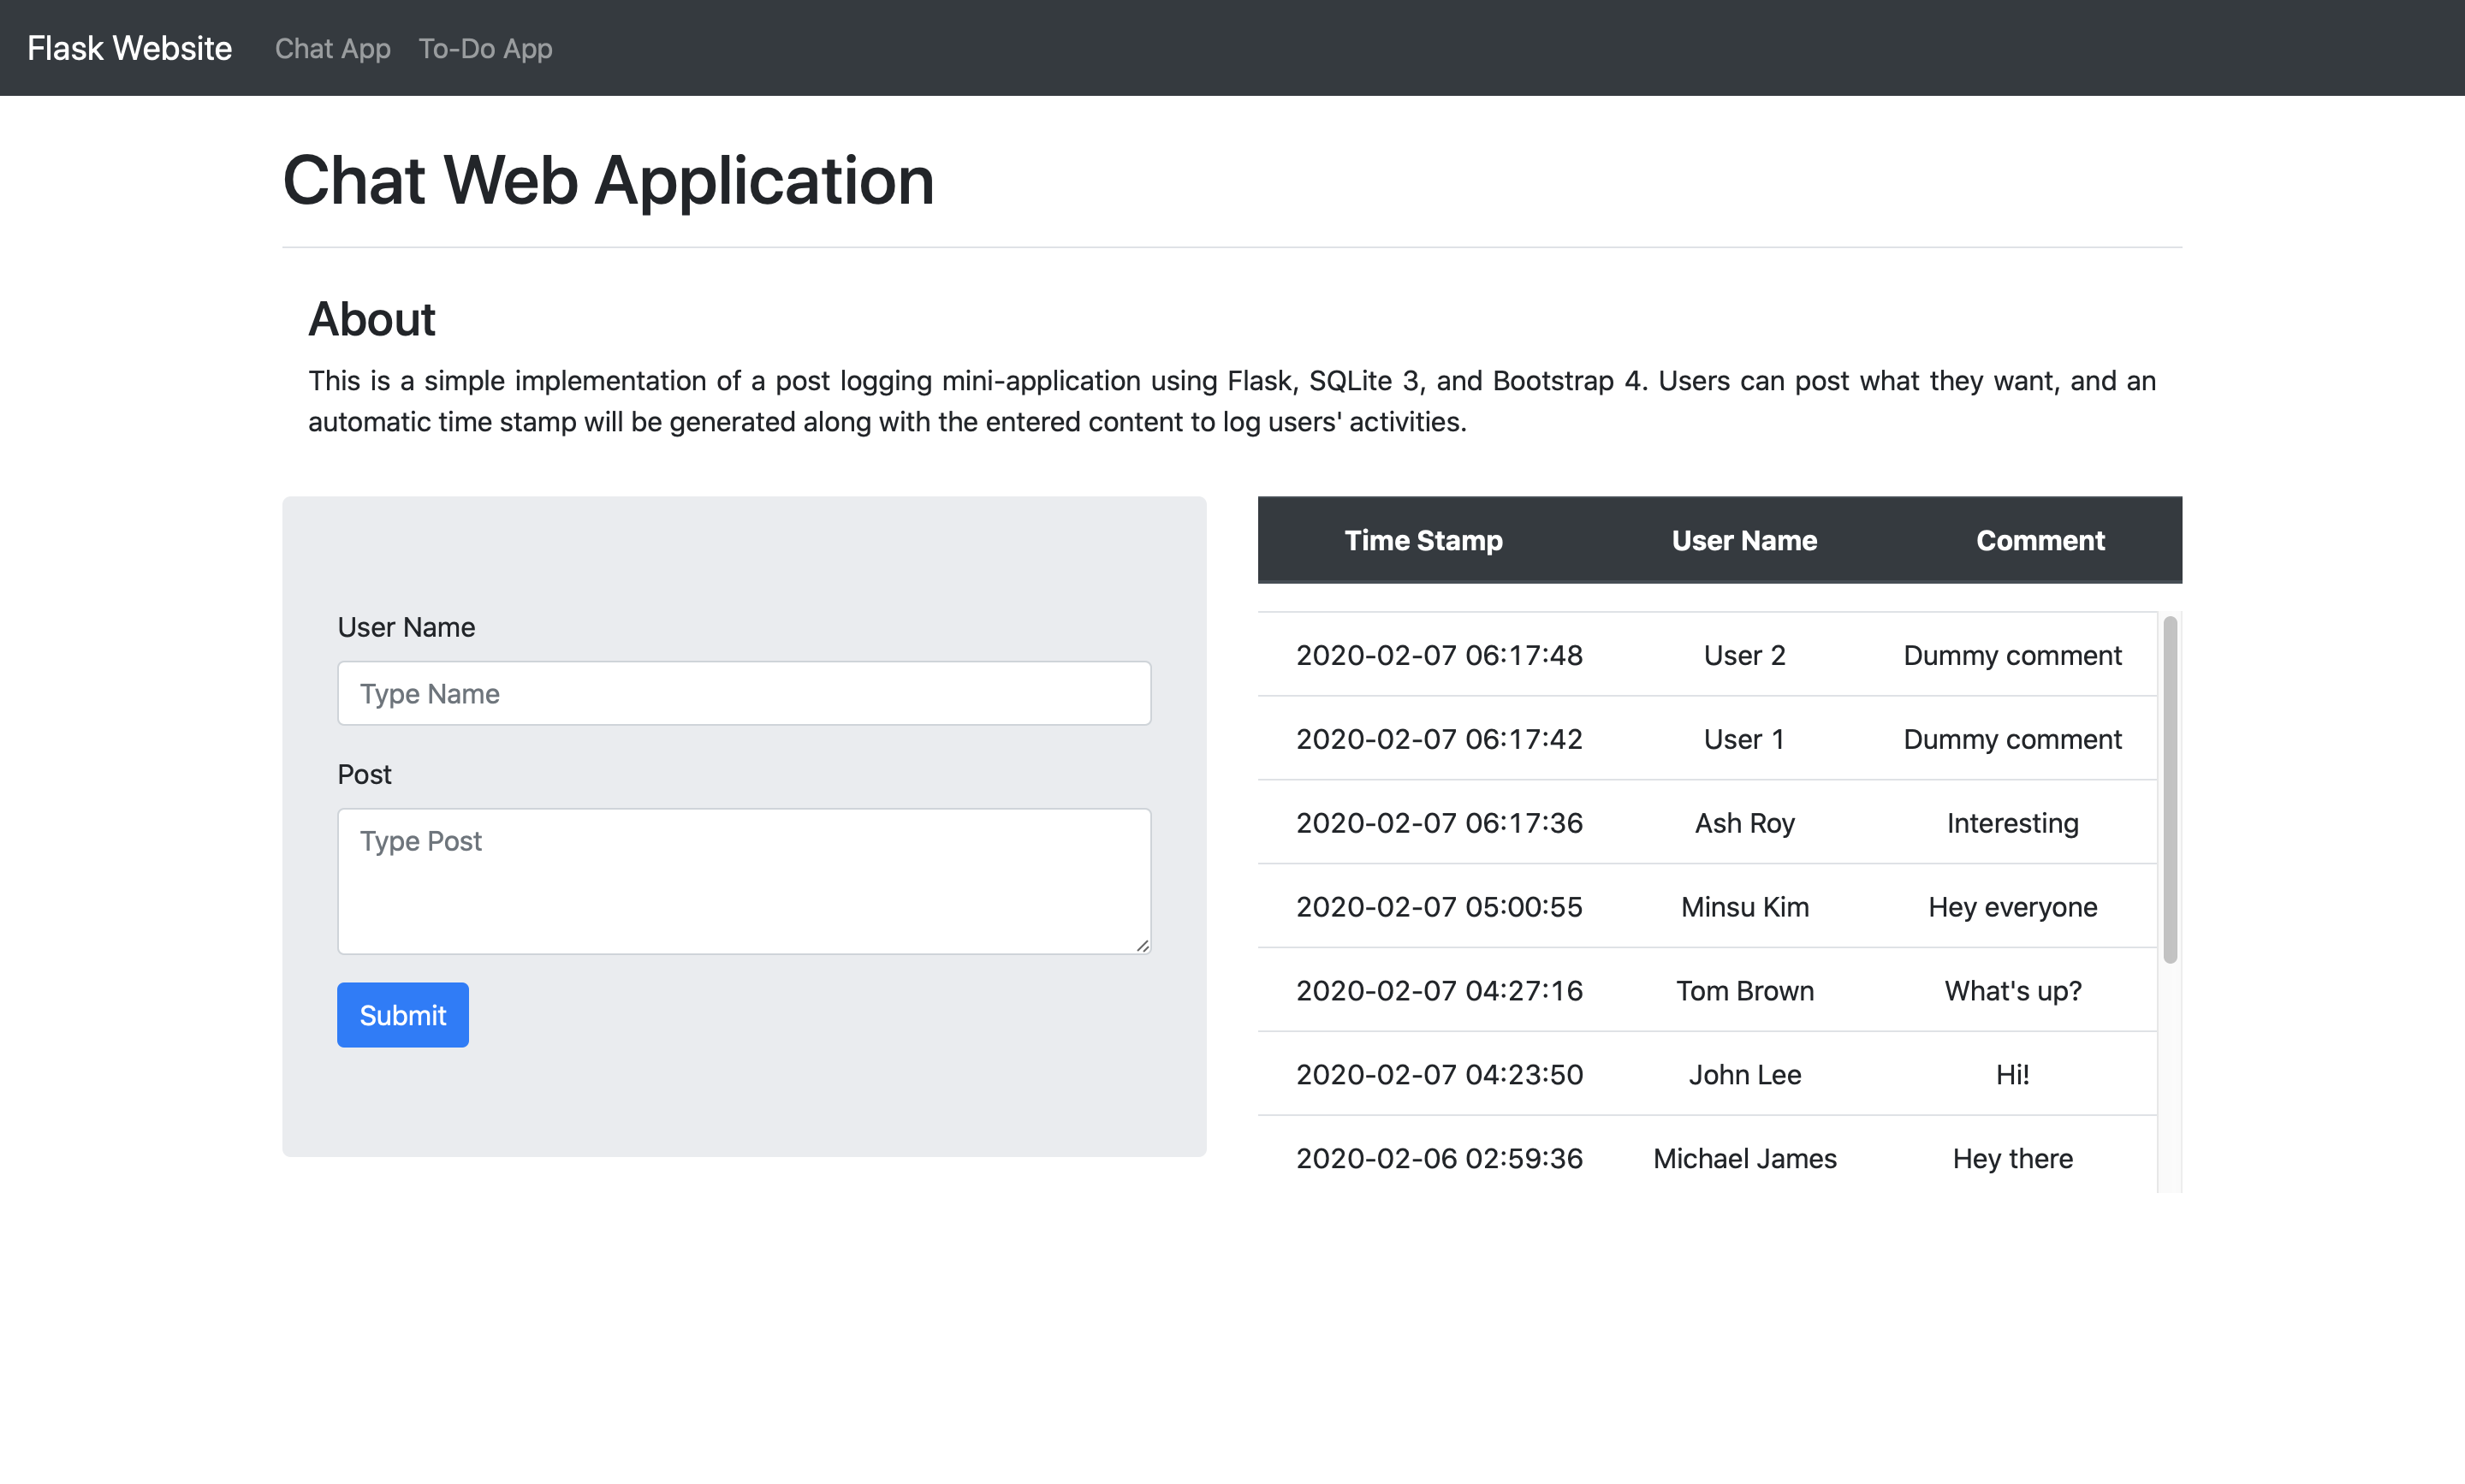 Flask Website Chat App To-Do App
Chat Web Application
About
This is a simple implementation of a post logging mini-application using Flask, SQLite 3, and Bootstrap 4. Users can post what they want, and an
automatic time stamp will be generated along with the entered content to log users' activities.
User Name
Type Name
Post
Type Post
Submit
Time Stamp User Name Comment
2020-02-07 06:17:48 User 2 Dummy comment
2020-02-07 06:17:42 User 1 Dummy comment
2020-02-07 06:17:36 Ash Roy Interesting
2020-02-07 05:00:55 Minsu Kim Hey everyone
2020-02-07 04:27:16 Tom Brown What's up?
2020-02-07 04:23:50 John Lee Hi!
2020-02-06 02:59:36 Michael James Hey there